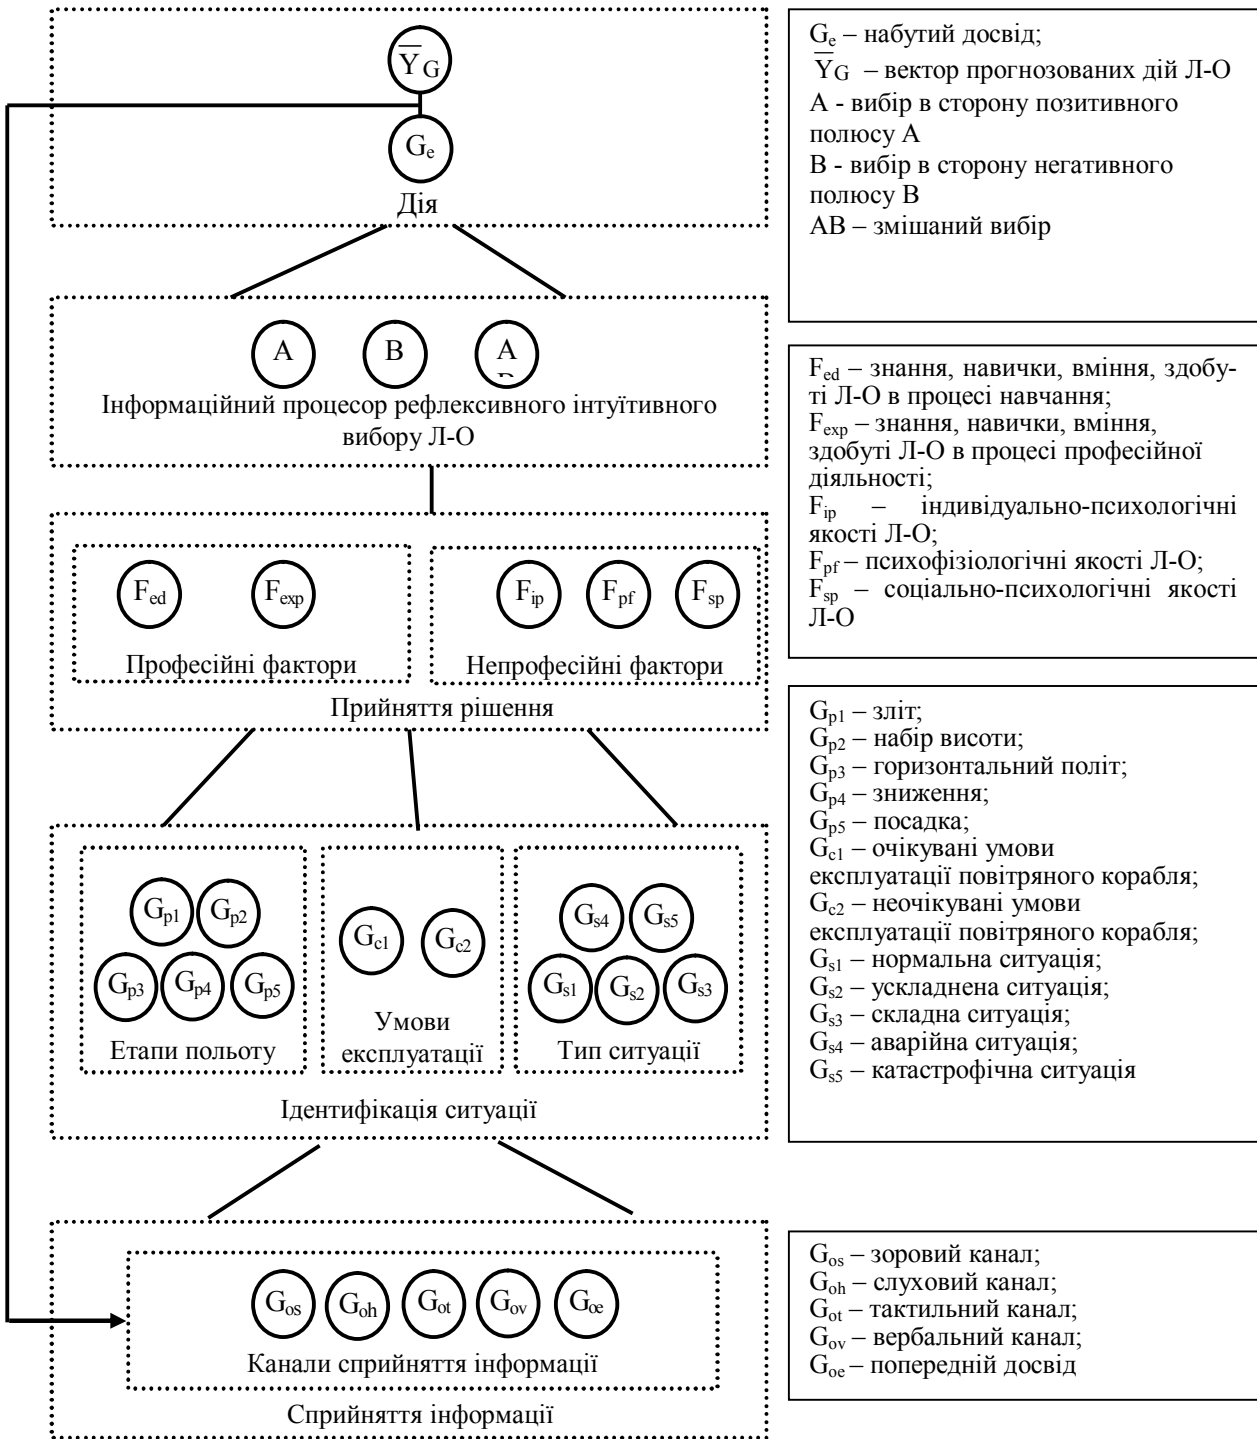 Y̅G
Ge
Дія
Ge – набутий досвід;
Y̅G – вектор прогнозованих дій Л-О
А - вибір в сторону позитивного
полюсу А
В - вибір в сторону негативного
полюсу В
АВ – змішаний вибір
A
B
A
Інформаційний процесор рефлексивного інтуїтивного
вибору Л-О
Fed – знання, навички, вміння, здобу-
ті Л-О в процесі навчання;
Fexp – знання, навички, вміння,
здобуті Л-О в процесі професійної
діяльності;
Fip – індивідуально-психологічні
якості Л-О;
Fpf – психофізіологічні якості Л-О;
Fsp – соціально-психологічні якості
Л-О
Fed
Fexp
Fip
Fpf
Fsp
Професійні фактори
Непрофесійні фактори
Прийняття рішення
Gp1 – зліт;
Gp2 – набір висоти;
Gp3 – горизонтальний політ;
Gp4 – зниження;
Gp5 – посадка;
Gc1 – очікувані умови
експлуатації повітряного корабля;
Gc2 – неочікувані умови
експлуатації повітряного корабля;
Gs1 – нормальна ситуація;
Gs2 – ускладнена ситуація;
Gs3 – складна ситуація;
Gs4 – аварійна ситуація;
Gs5 – катастрофічна ситуація
Gp1
Gp2
Gp3
Gp4
Gp5
Етапи польоту
Gc1
Gc2
Умови
експлуатації
Gs4
Gs5
Gs1
Gs2
Gs3
Тип ситуації
Ідентифікація ситуації
Gos
Goh
Got
Gov
Goe
Канали сприйняття інформації
Сприйняття інформації
Gos – зоровий канал;
Goh – слуховий канал;
Got – тактильний канал;
Gov – вербальний канал;
Goe – попередній досвід